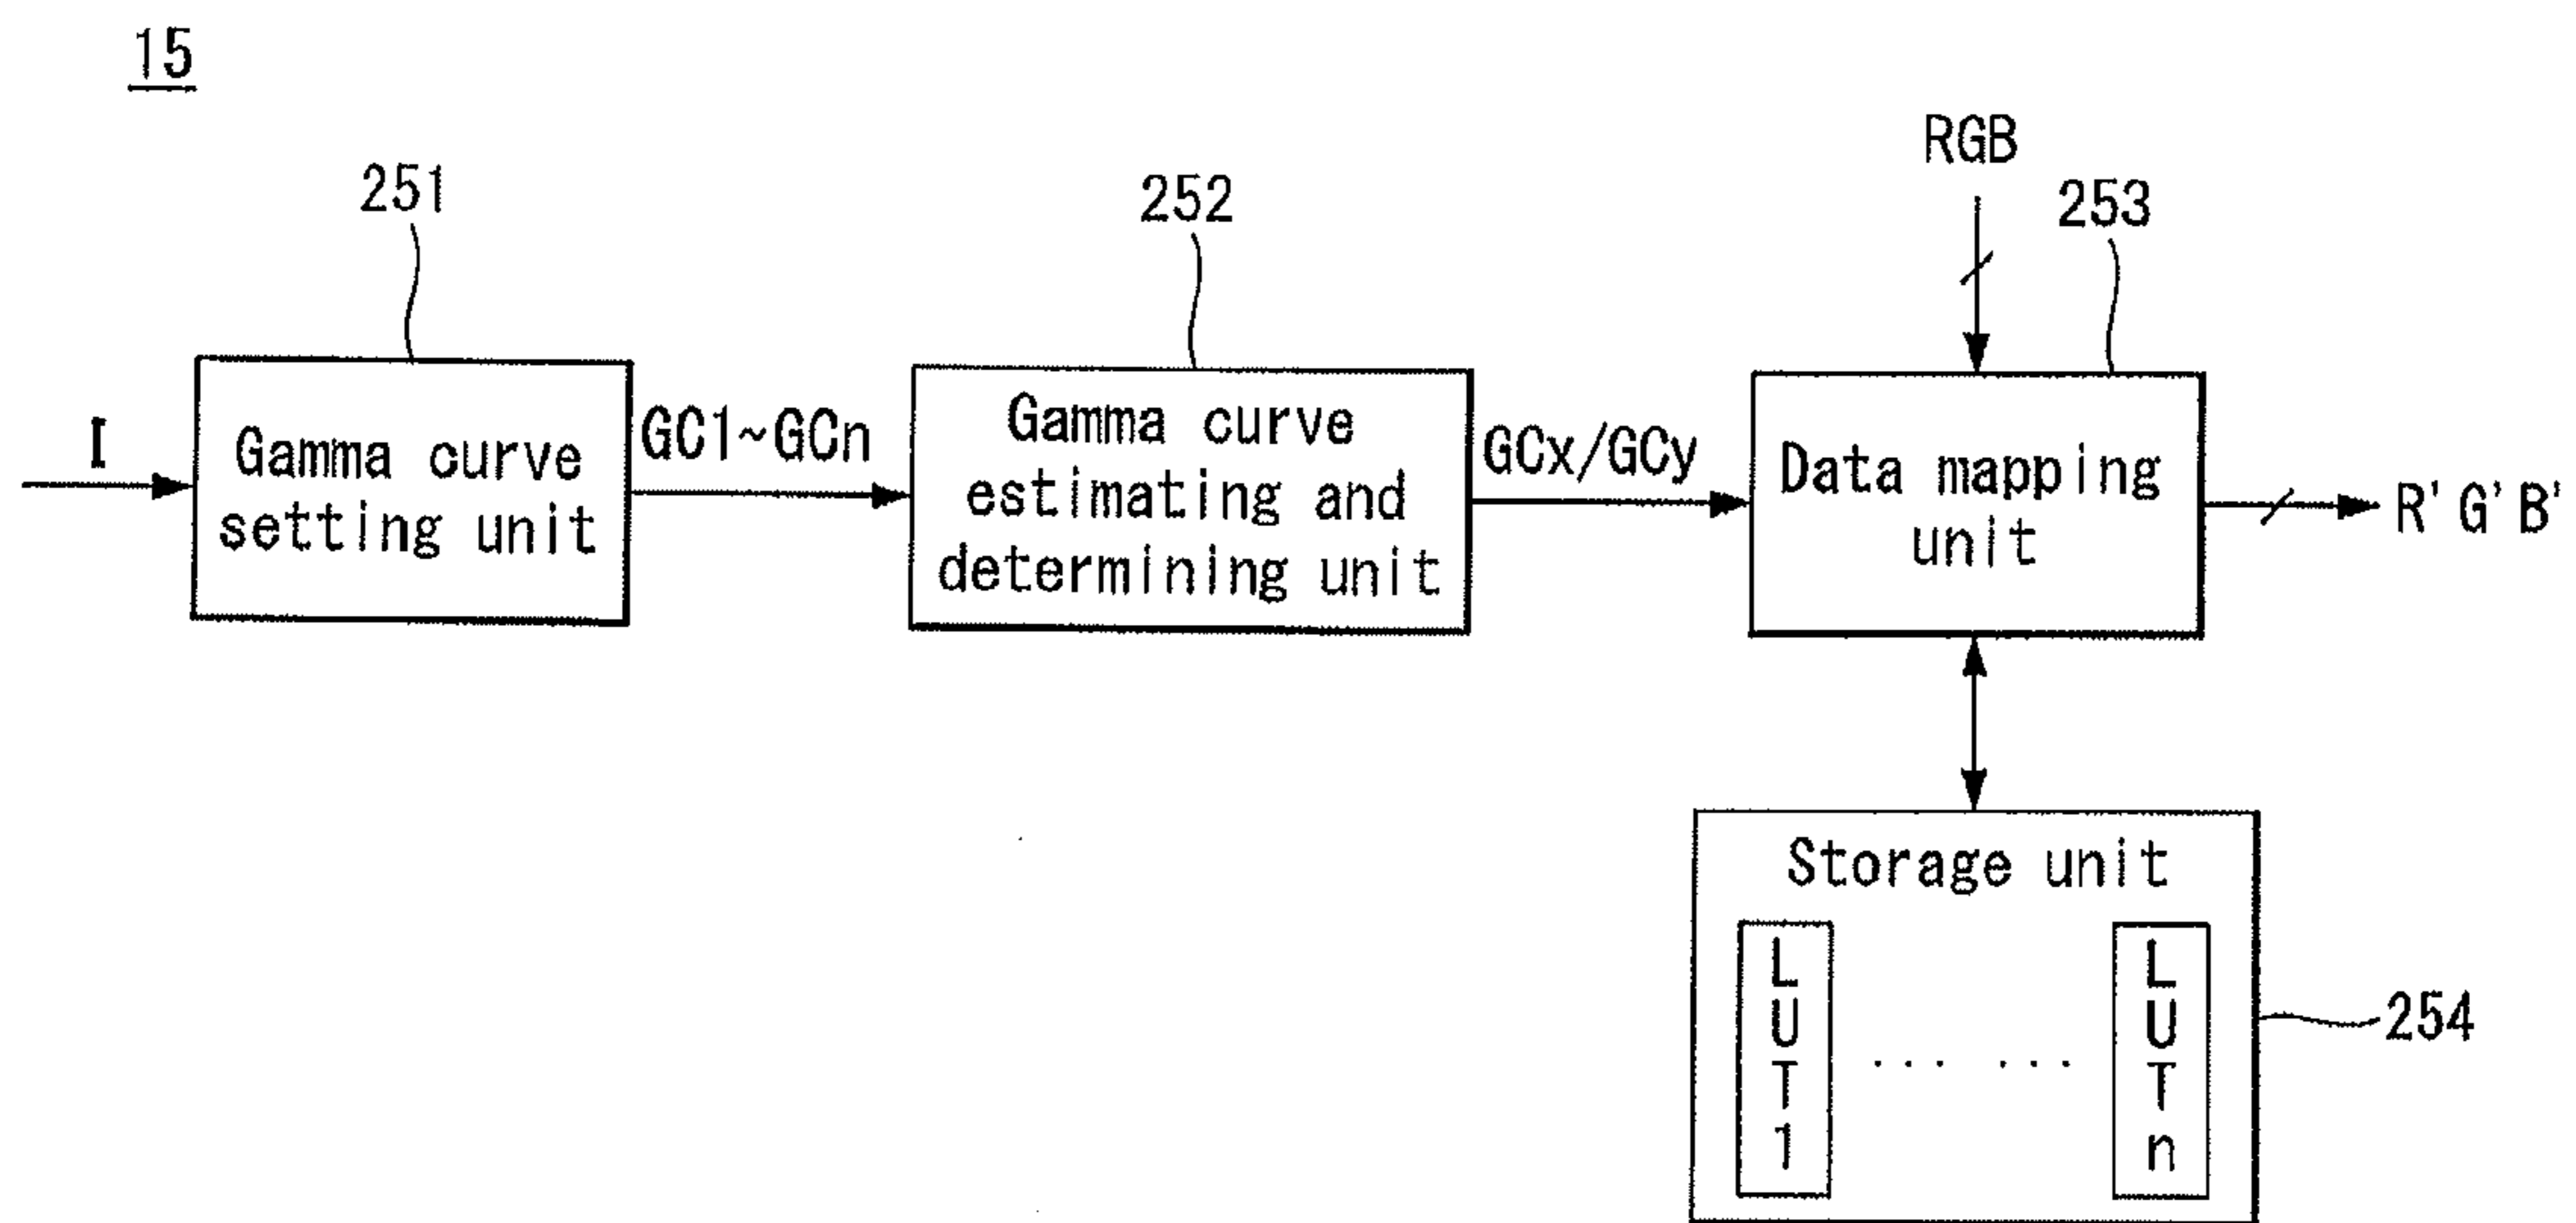 15
251
252
RGB
253
I
Gamma curve
setting unit
GC1~GCn
Gamma curve
estimating and
determining unit
GCx/GCy
Data mapping
unit
R'G'B'
Storage unit
LUT1
... ...
LUTn
254